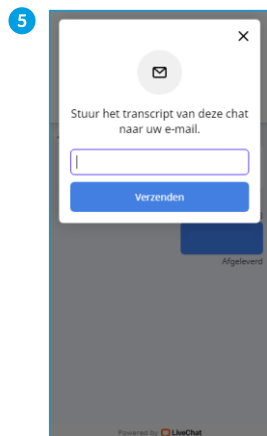 5
Stuur het transcript van deze chat
naar uw e-mail.
Verzenden
Afgeleverd
Powered by LiveChat